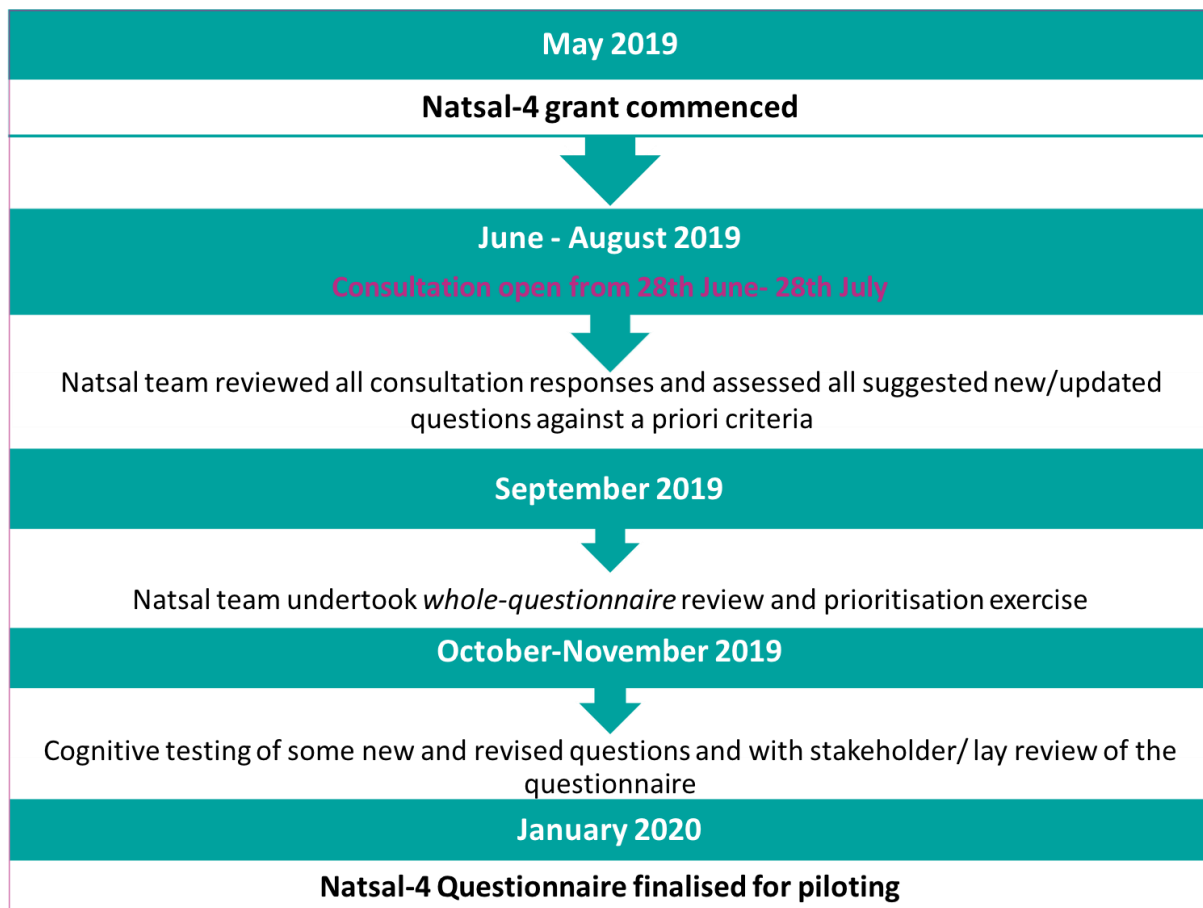 May 2019
Natsal-4 grant commenced
June - August 2019
Consultation open from 28th June- 28th July
Natsal team reviewed all consultation responses and assessed all suggested new/updated
questions against a priori criteria
September 2019
Natsal team undertook whole-questionnaire review and prioritisation exercise
October-November 2019
Cognitive testing of some new and revised questions and with stakeholder/ lay review of the
questionnaire
January 2020
Natsal-4 Questionnaire finalised for piloting